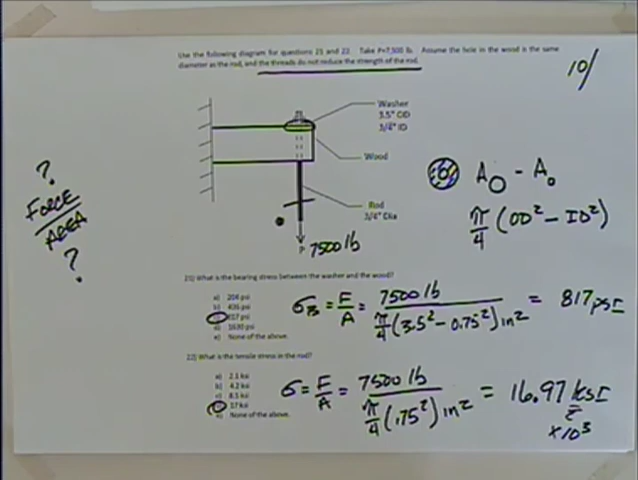 Use the following diagram for questions 21 and 22 Take P=7,500 lb. Assume the hole in the wood is the same
diameter as the rod, and the threads do not reduce the strength of the rod.
10/
Washer
3.5" OD
3/4" ID
Wood
Rod
3/4" Dia
P 7500 lb
?
FORCE
AREA
?
A○ - A○
π/4 (OD² - ID²)
21) What is the bearing stress between the washer and the wood?
a) 204 psi
b) 435 psi
c) 817 psi
d) 1630 psi
e) None of the above.
σB = F/A = 7500 lb / π/4 (3.5² - 0.75²) in² = 817 psI
22) What is the tensile stress in the rod?
a) 2.1 ksi
b) 4.2 ksi
c) 8.5 ksi
17 ksi
None of the above.
σ = F/A = 7500 lb / π/4 (.75²) in² = 16.97 ksI
×10³